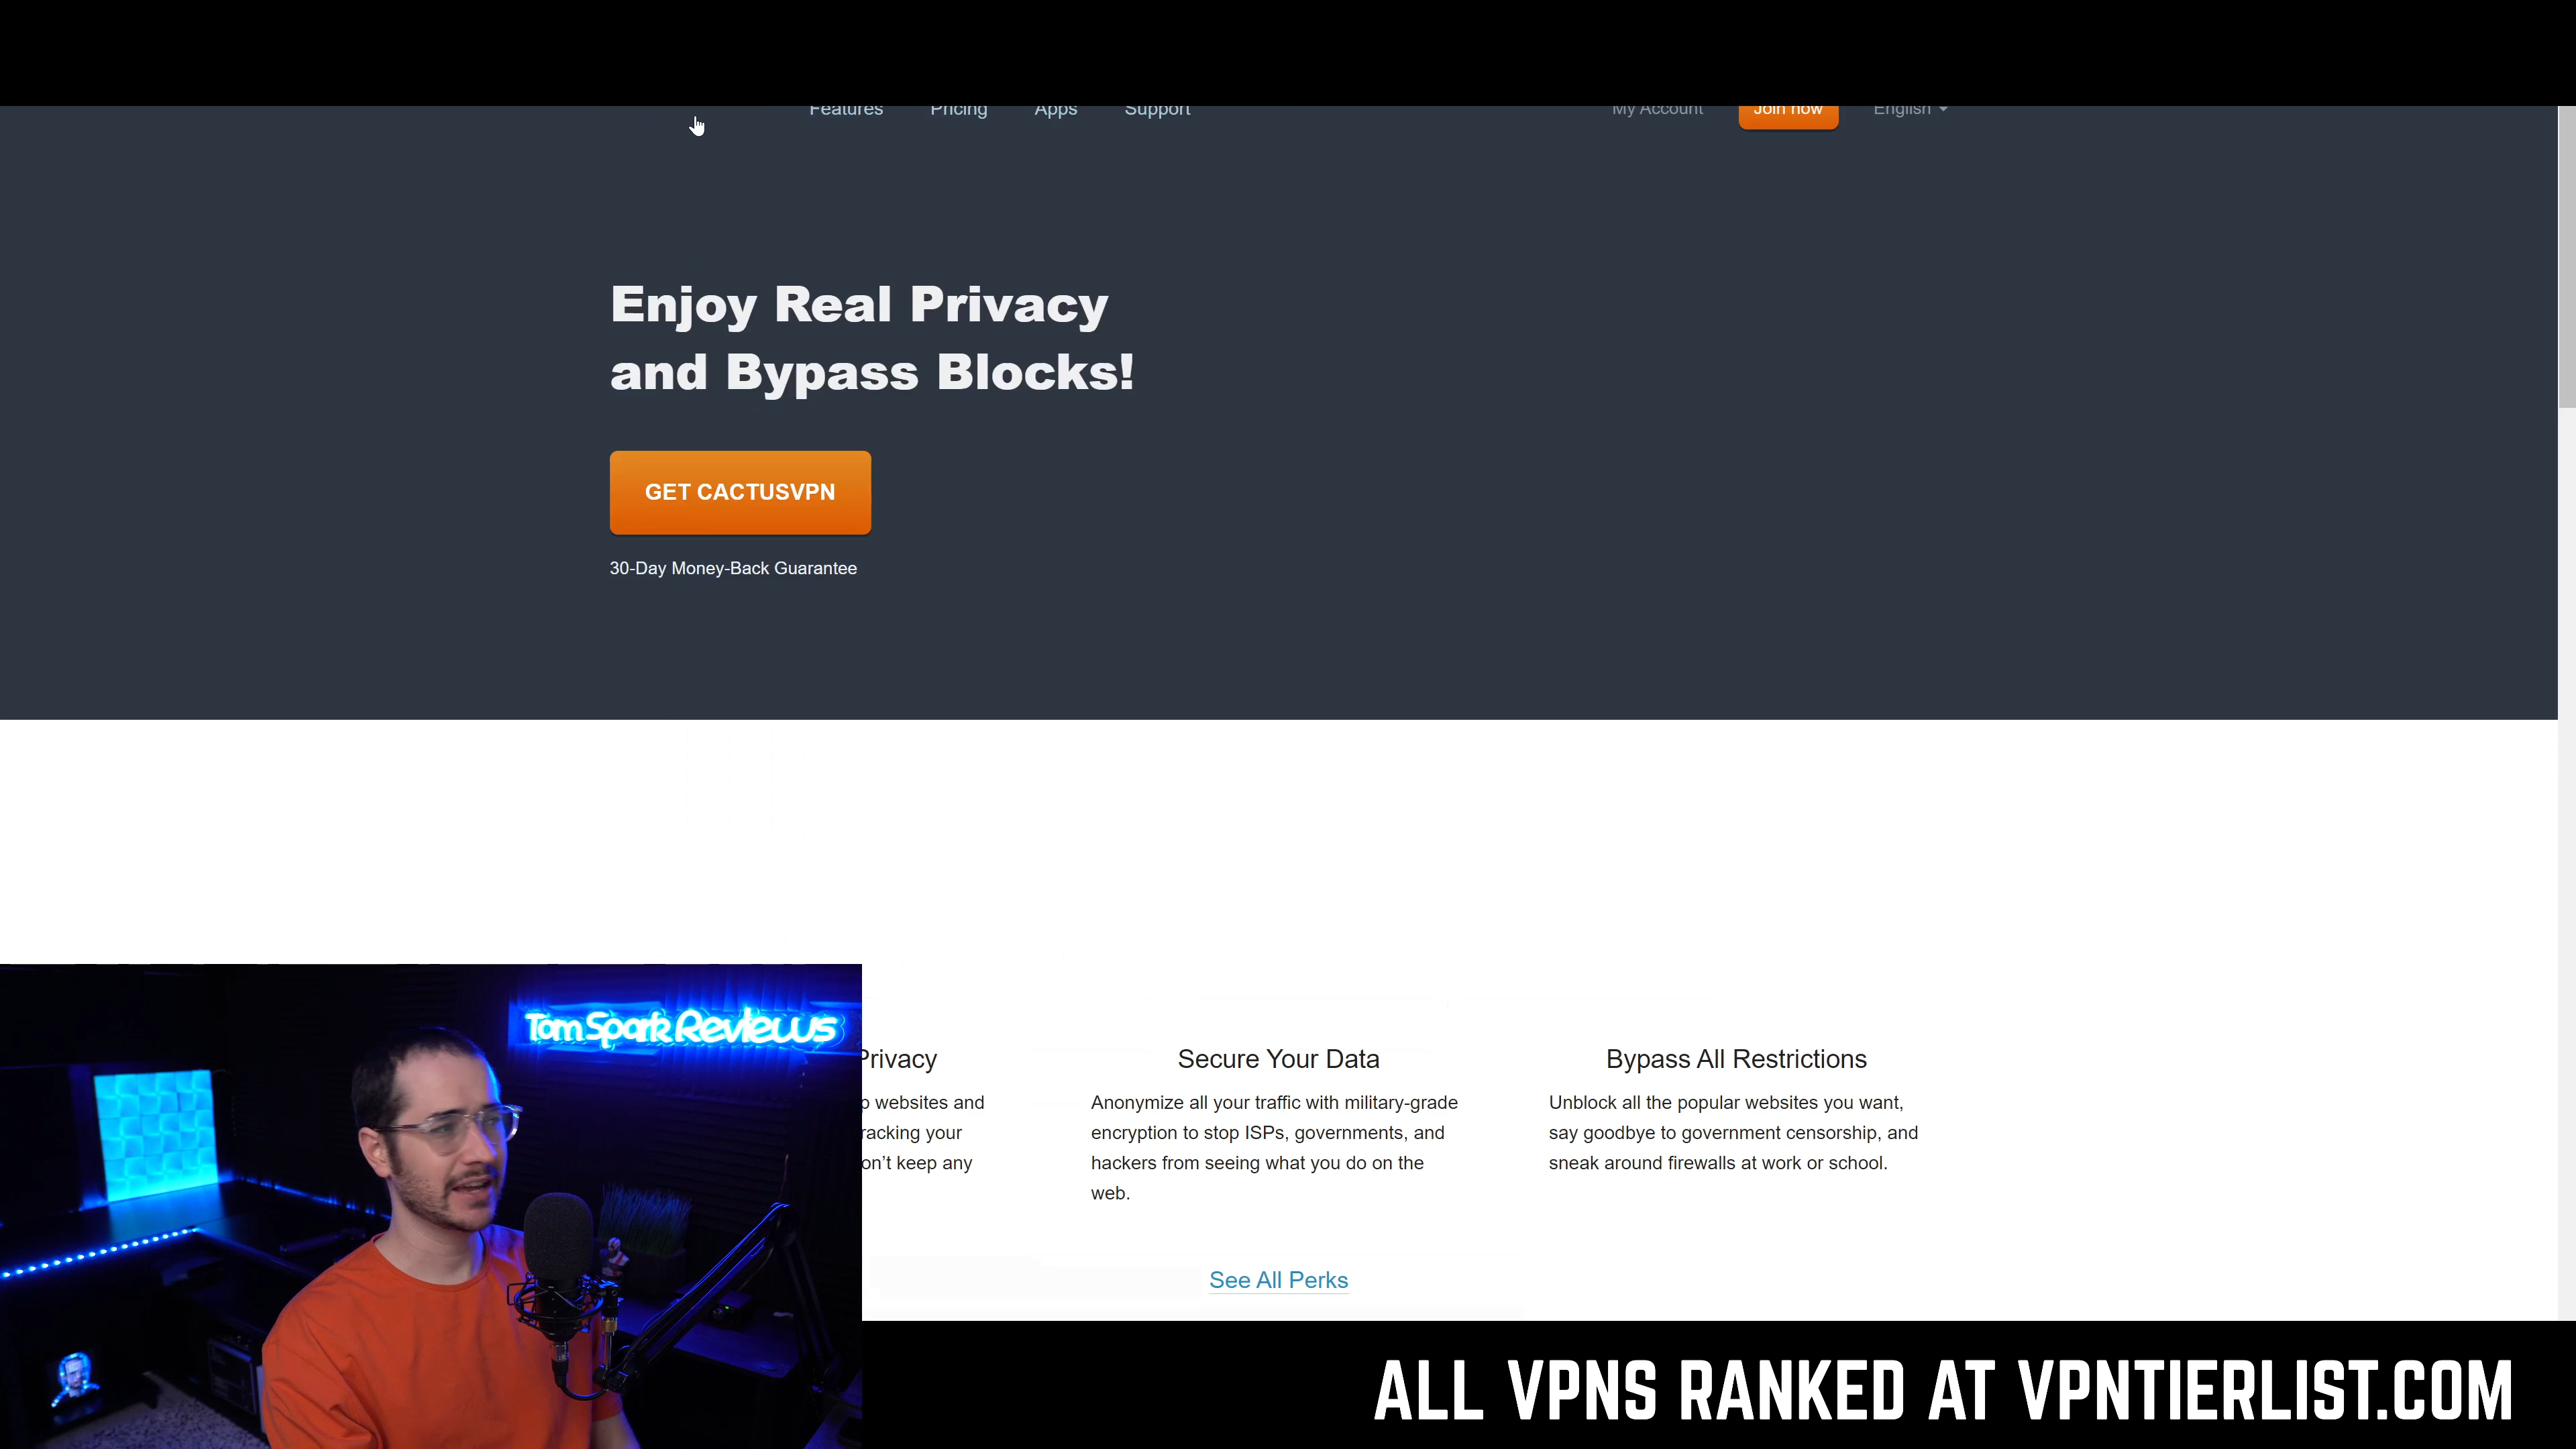 Features Pricing Apps Support My Account Join now English
Enjoy Real Privacy
and Bypass Blocks!
GET CACTUSVPN
30-Day Money-Back Guarantee
Tom Spark Reviews
Privacy
websites and
racking your
on't keep any
Secure Your Data
Anonymize all your traffic with military-grade
encryption to stop ISPs, governments, and
hackers from seeing what you do on the
web.
Bypass All Restrictions
Unblock all the popular websites you want,
say goodbye to government censorship, and
sneak around firewalls at work or school.
See All Perks
ALL VPNS RANKED AT VPNTIERLIST.COM